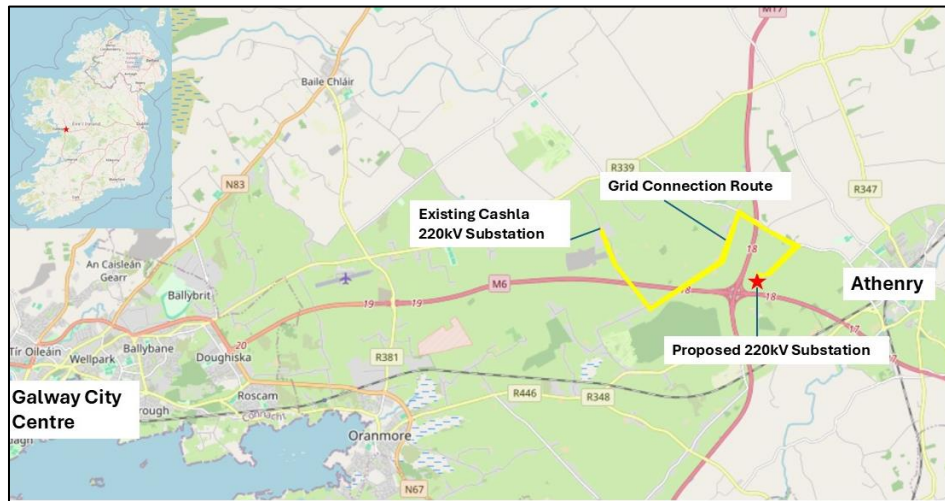 M17
Baile Chláir
R339
N83
Grid Connection Route
R347
Existing Cashla
220kV Substation
An Caisleán
Gearr
18
M6
18
18
Athenry
Ballybrit
19
19
17
Tír Oileáin
Ballybane
20
Wellpark
Doughiska
R381
Proposed 220kV Substation
17
Galway City
Centre
Roscam
R446
R348
Oranmore
N67